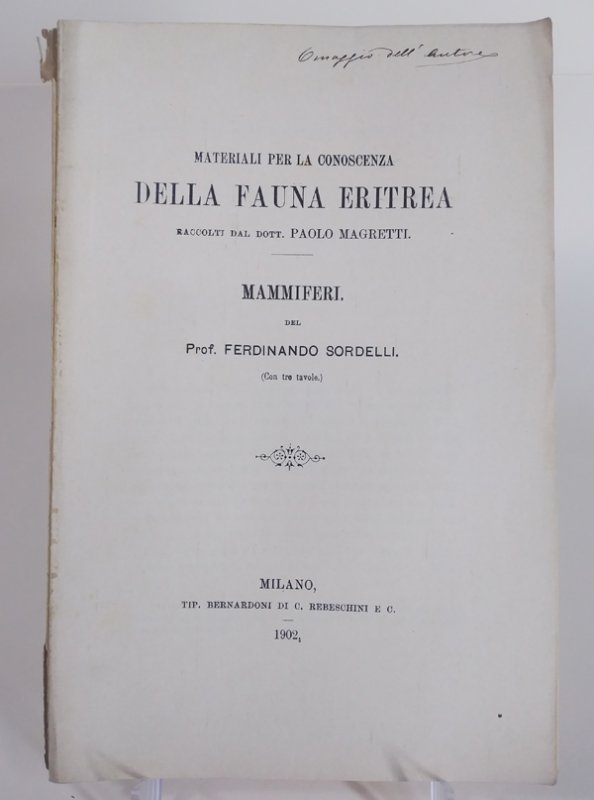 Omaggio dell' autore
MATERIALI PER LA CONOSCENZA
DELLA FAUNA ERITREA
RACCOLTI DAL DOTT. PAOLO MAGRETTI.
MAMMIFERI.
DEL
Prof. FERDINANDO SORDELLI.
(Con tre tavole.)
MILANO,
TIP. BERNARDONI DI C. REBESCHINI E C.
1902,